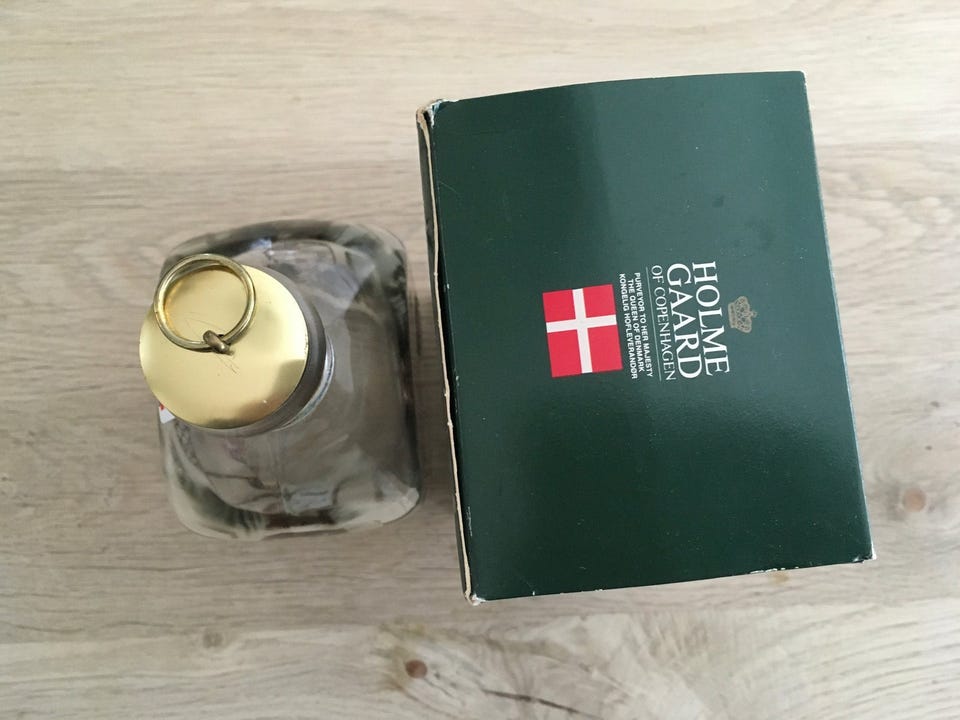 HOLME
GAARD
OF COPENHAGEN
PURVEYOR TO HER MAJESTY
THE QUEEN OF DENMARK
KONGELIG HOFLEVERANDØR